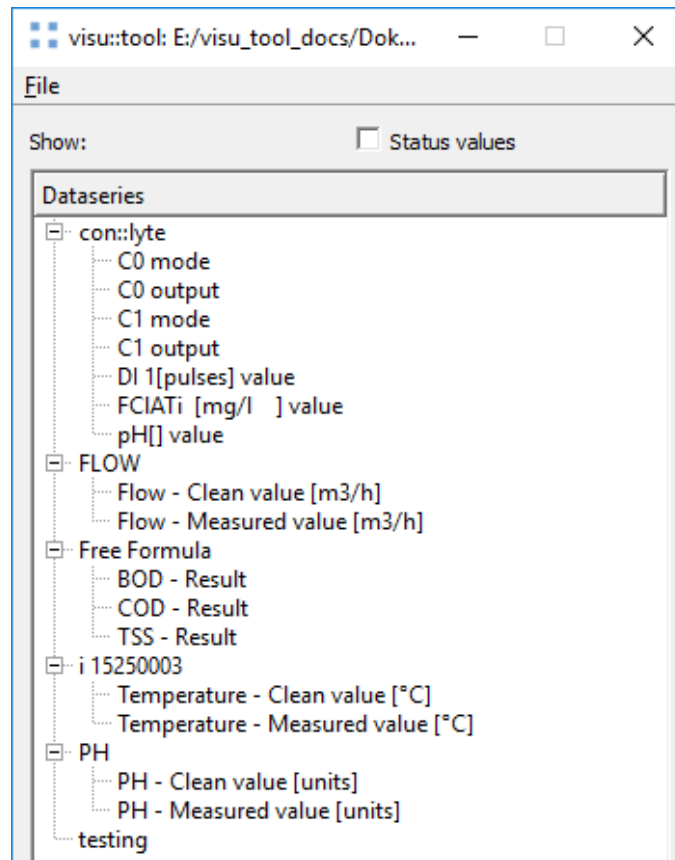 visu::tool: E:/visu_tool_docs/Dok...
File
Show: Status values
Dataseries
con::lyte
C0 mode
C0 output
C1 mode
C1 output
DI 1[pulses] value
FCIATi [mg/l ] value
pH[] value
FLOW
Flow - Clean value [m3/h]
Flow - Measured value [m3/h]
Free Formula
BOD - Result
COD - Result
TSS - Result
i 15250003
Temperature - Clean value [°C]
Temperature - Measured value [°C]
PH
PH - Clean value [units]
PH - Measured value [units]
testing